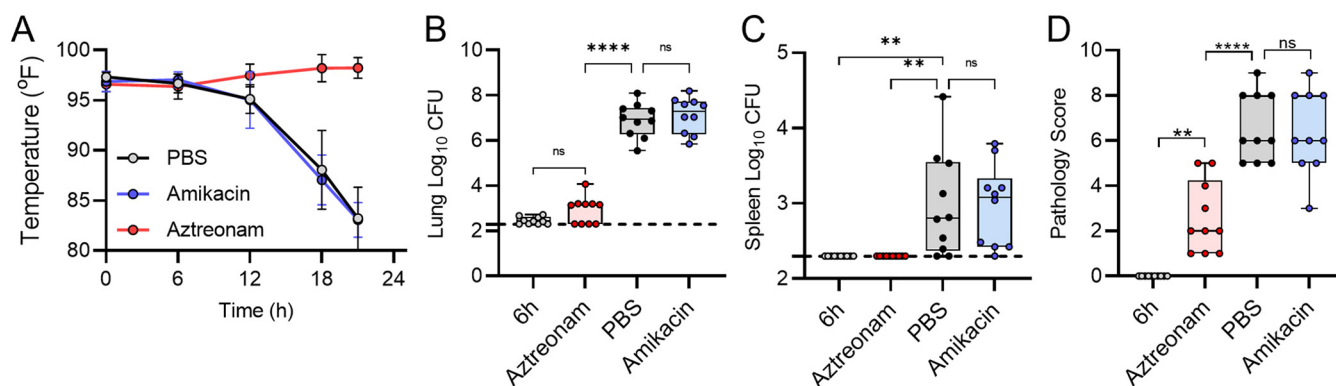 A
Temperature (°F)
100
95
90
85
80
PBS
Amikacin
Aztreonam
0
6
12
18
24
Time (h)
B
Lung Log10 CFU
10
8
6
4
2
0
ns
****
ns
6h
Aztreonam
PBS
Amikacin
C
Spleen Log10 CFU
5
4
3
2
**
**
ns
6h
Aztreonam
PBS
Amikacin
D
Pathology Score
10
8
6
4
2
0
**
****
ns
6h
Aztreonam
PBS
Amikacin